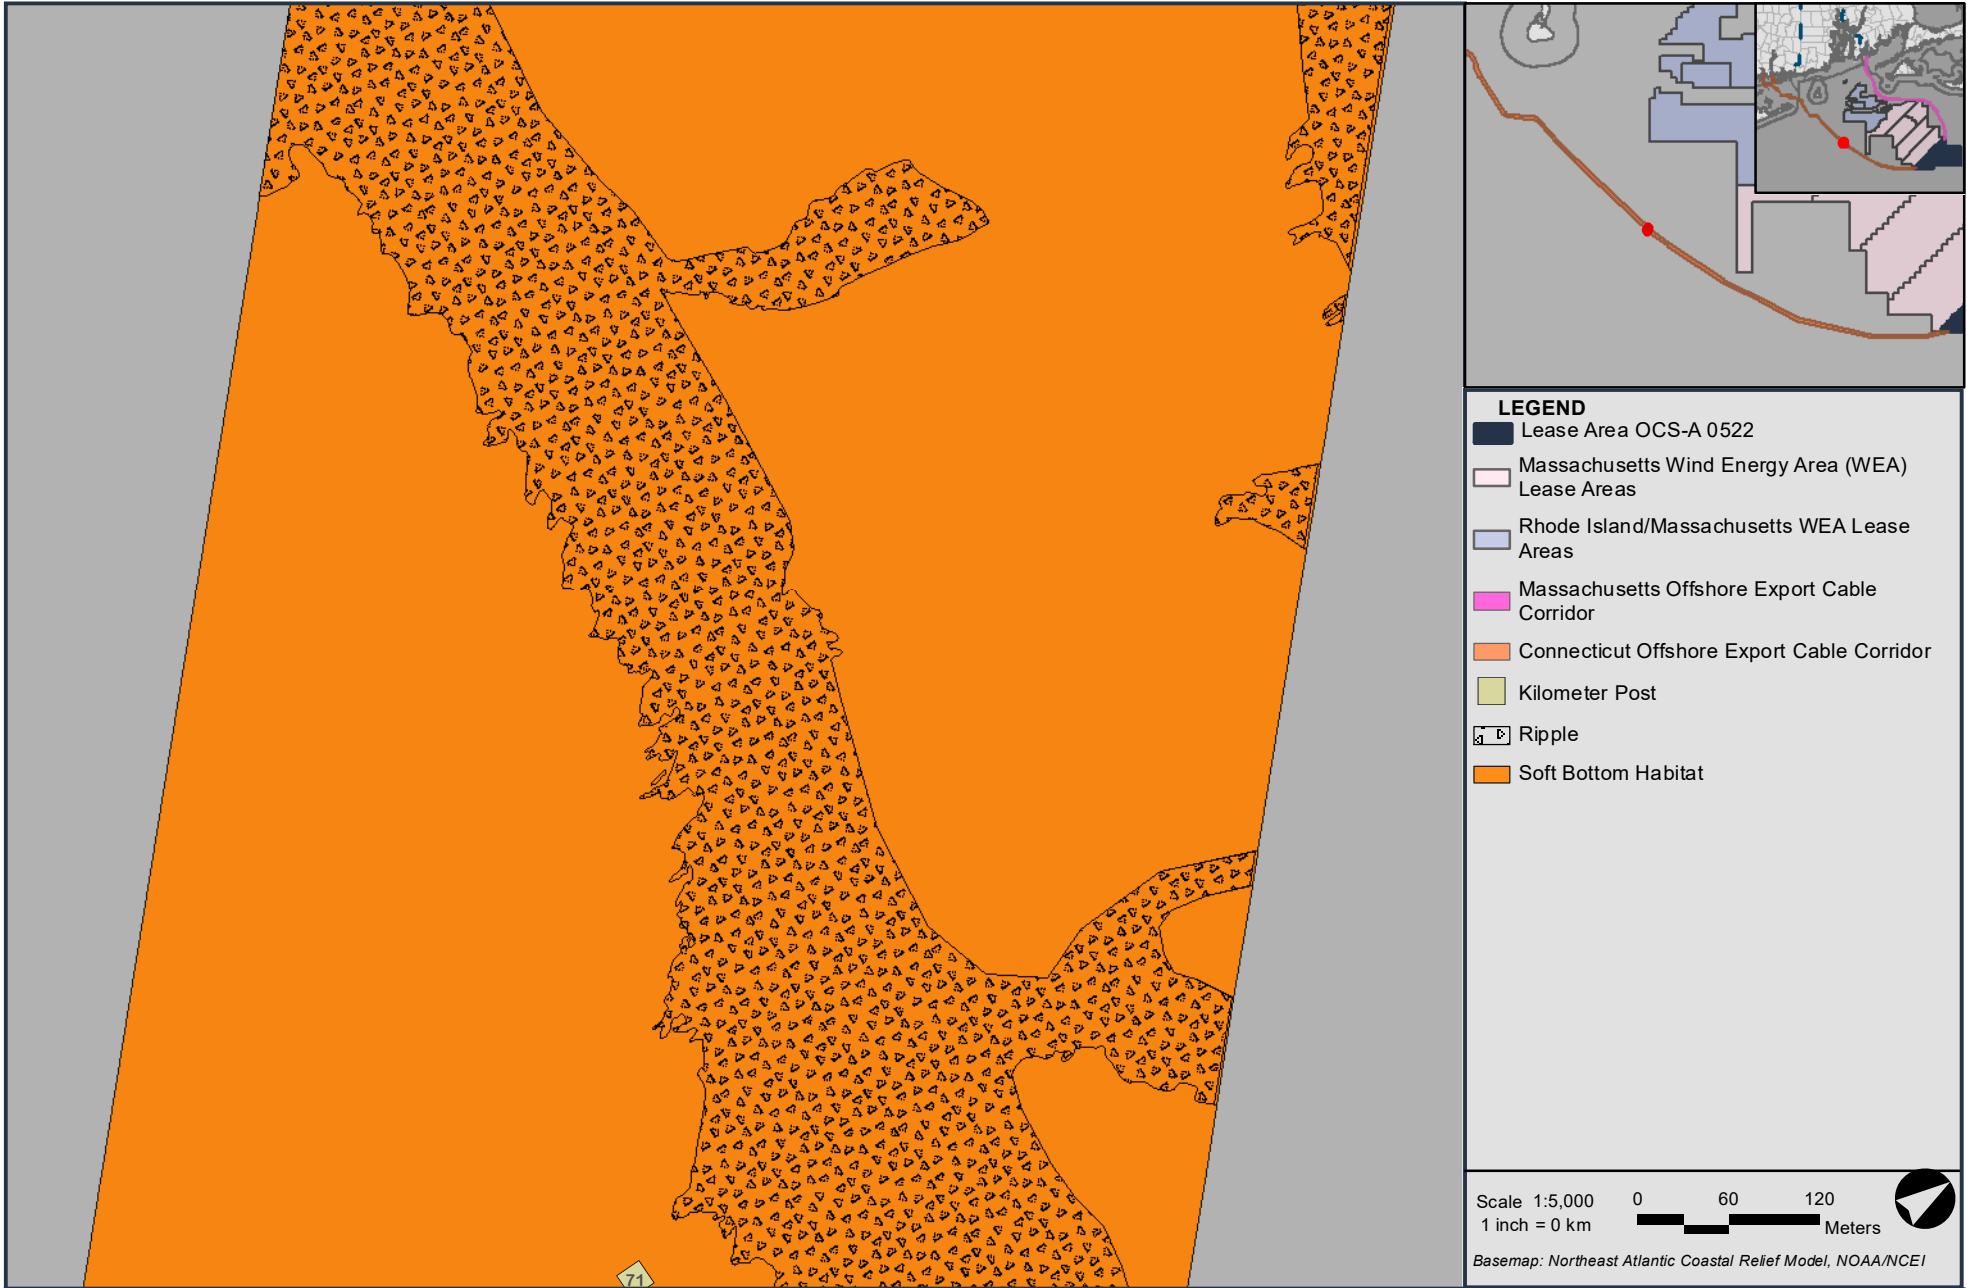 LEGEND
Lease Area OCS-A 0522
Massachusetts Wind Energy Area (WEA)
Lease Areas
Rhode Island/Massachusetts WEA Lease
Areas
Massachusetts Offshore Export Cable
Corridor
Connecticut Offshore Export Cable Corridor
Kilometer Post
Ripple
Soft Bottom Habitat
Scale 1:5,000
1 inch = 0 km
0 60 120
Meters
Basemap: Northeast Atlantic Coastal Relief Model, NOAA/NCEI
71